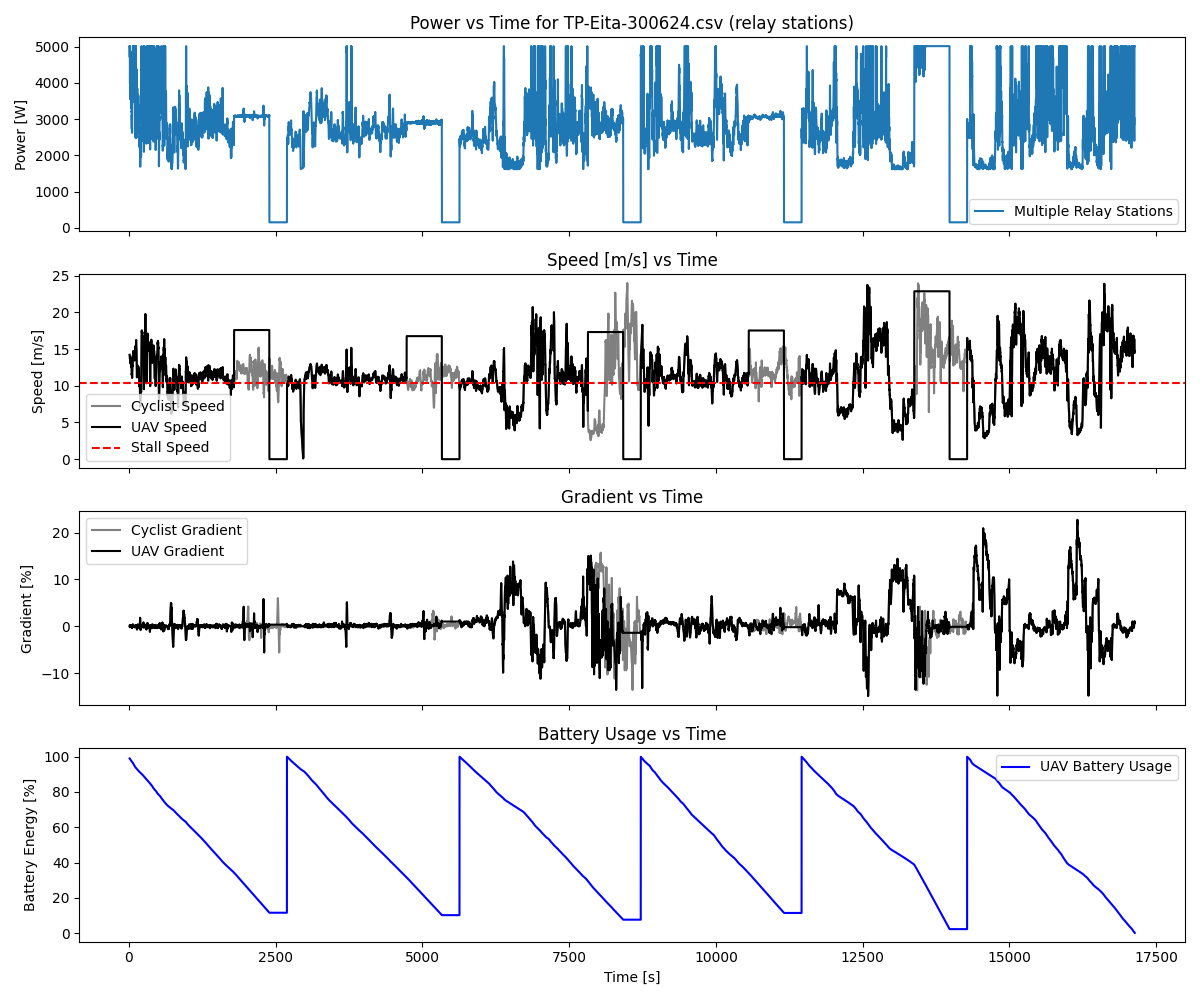 Power vs Time for TP-Eita-300624.csv (relay stations)
Power [W]
5000
4000
3000
2000
1000
0
Multiple Relay Stations
Speed [m/s] vs Time
Speed [m/s]
25
20
15
10
5
0
Cyclist Speed
UAV Speed
Stall Speed
Gradient vs Time
Gradient [%]
20
10
0
−10
Cyclist Gradient
UAV Gradient
Battery Usage vs Time
Battery Energy [%]
100
80
60
40
20
0
UAV Battery Usage
0 2500 5000 7500 10000 12500 15000 17500
Time [s]